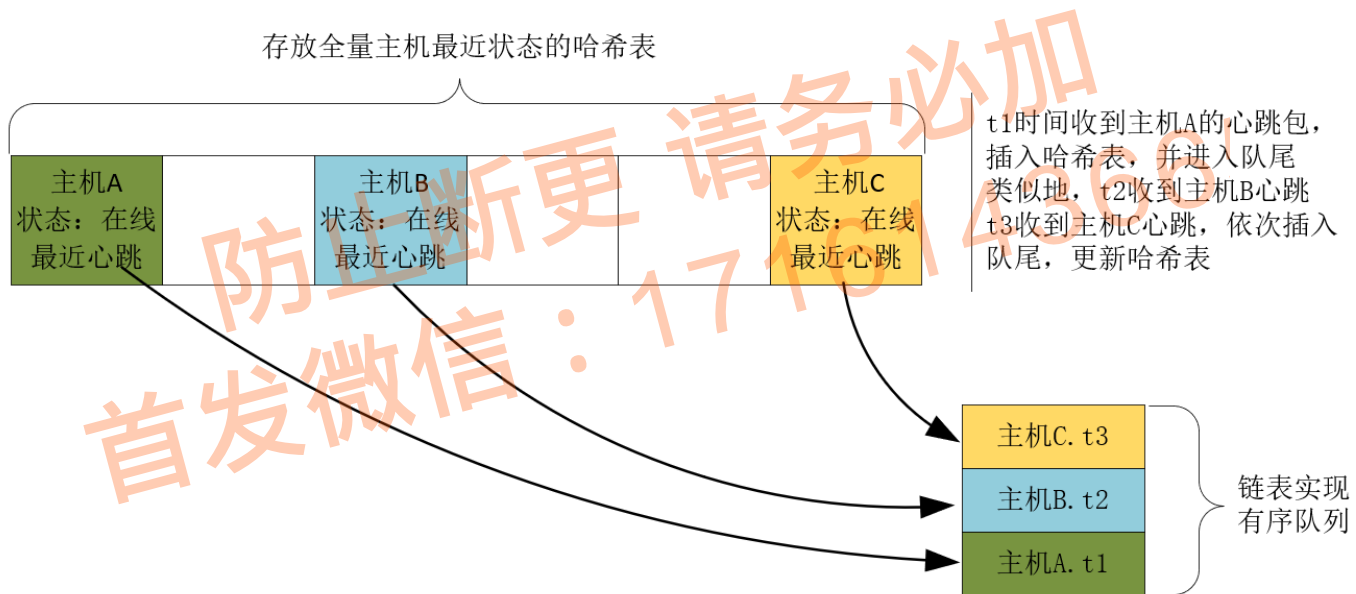 存放全量主机最近状态的哈希表
t1时间收到主机A的心跳包，
插入哈希表，并进入队尾
类似地，t2收到主机B心跳
t3收到主机C心跳，依次插入
队尾，更新哈希表
主机A
状态：在线
最近心跳
主机B
状态：在线
最近心跳
主机C
状态：在线
最近心跳
主机C.t3
主机B.t2
主机A.t1
链表实现
有序队列
防止断更 请务必加
首发微信：1716143665